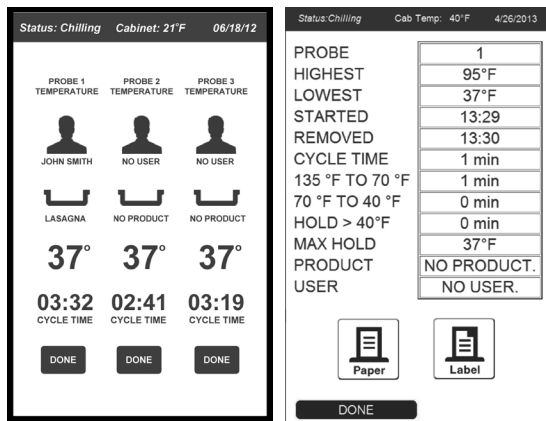 Status: Chilling Cabinet: 21°F 06/18/12
PROBE 1 TEMPERATURE
PROBE 2 TEMPERATURE
PROBE 3 TEMPERATURE
JOHN SMITH NO USER NO USER
LASAGNA NO PRODUCT NO PRODUCT
37° 37° 37°
03:32 02:41 03:19
CYCLE TIME CYCLE TIME CYCLE TIME
DONE DONE DONE
Status:Chilling Cab Temp: 40°F 4/26/2013
PROBE 1
HIGHEST 95°F
LOWEST 37°F
STARTED 13:29
REMOVED 13:30
CYCLE TIME 1 min
135 °F TO 70 °F 1 min
70 °F TO 40 °F 0 min
HOLD > 40°F 0 min
MAX HOLD 37°F
PRODUCT NO PRODUCT.
USER NO USER.
Paper Label
DONE